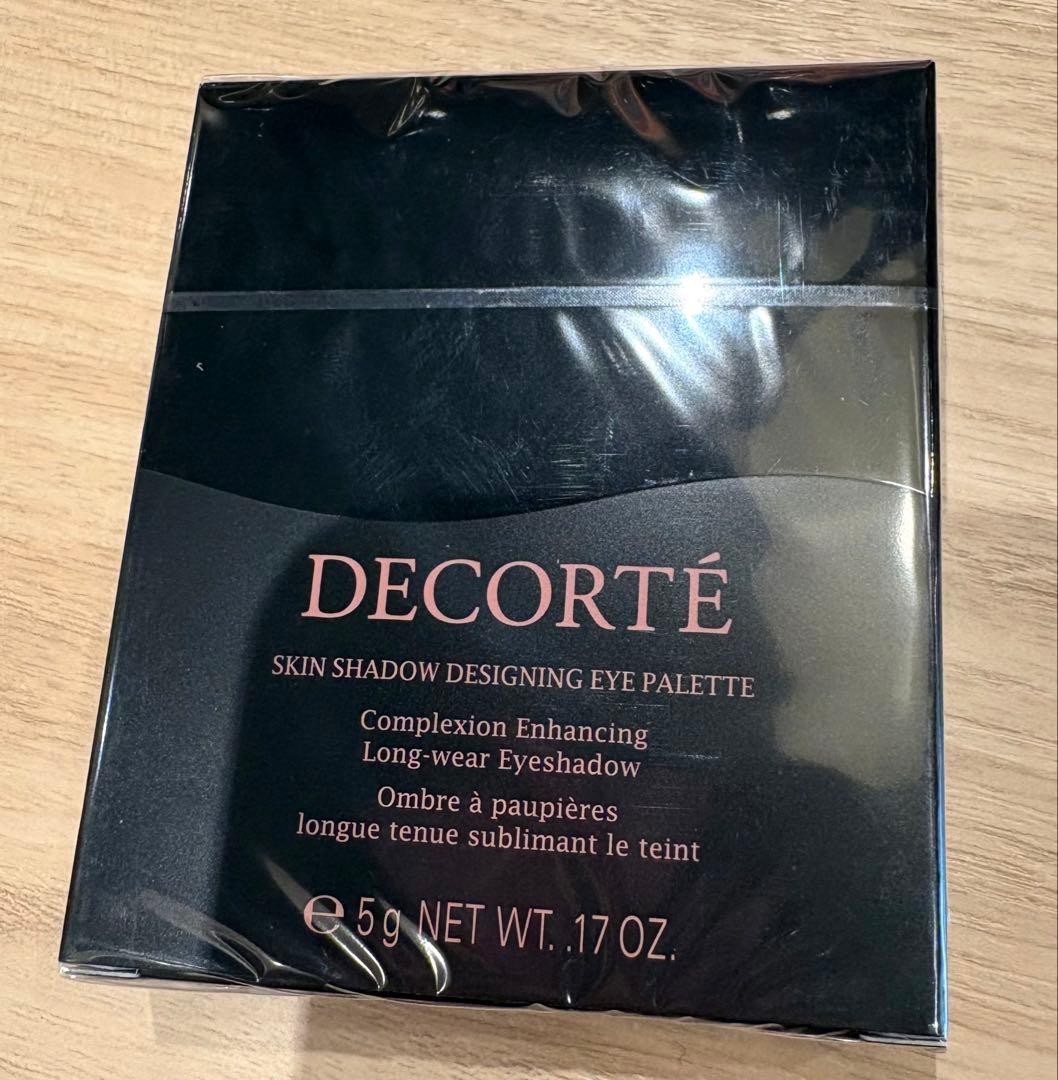 DECORTÉ
SKIN SHADOW DESIGNING EYE PALETTE
Complexion Enhancing
Long-wear Eyeshadow
Ombre à paupières
longue tenue sublimant le teint
℮ 5g NET WT. .17 OZ.